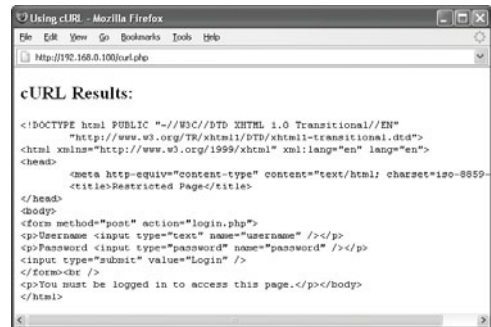 Using cURL - Mozilla Firefox
File Edit View Go Bookmarks Tools Help
http://192.168.0.100/curl.php
cURL Results:
<!DOCTYPE html PUBLIC "-//W3C//DTD XHTML 1.0 Transitional//EN"
"http://www.w3.org/TR/xhtml1/DTD/xhtml1-transitional.dtd">
<html xmlns="http://www.w3.org/1999/xhtml" xml:lang="en" lang="en">
<head>
<meta http-equiv="content-type" content="text/html; charset=iso-8859-
<title>Restricted Page</title>
</head>
<body>
<form method="post" action="login.php">
<p>Username <input type="text" name="username" /></p>
<p>Password <input type="password" name="password" /></p>
<input type="submit" value="Login" />
</form><br />
<p>You must be logged in to access this page.</p></body>
</html>